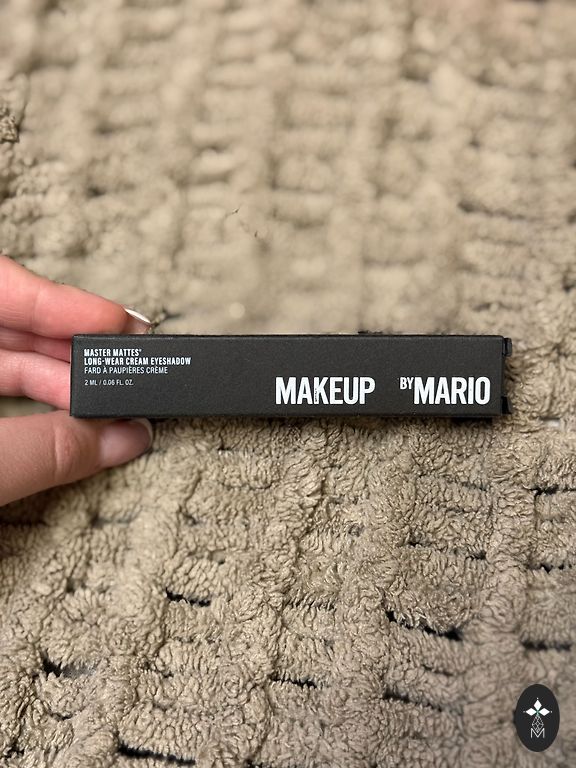 MASTER MATTES®
LONG-WEAR CREAM EYESHADOW
FARD À PAUPIÈRES CRÈME
2 ML / 0.06 FL. OZ.
MAKEUP BY MARIO
M